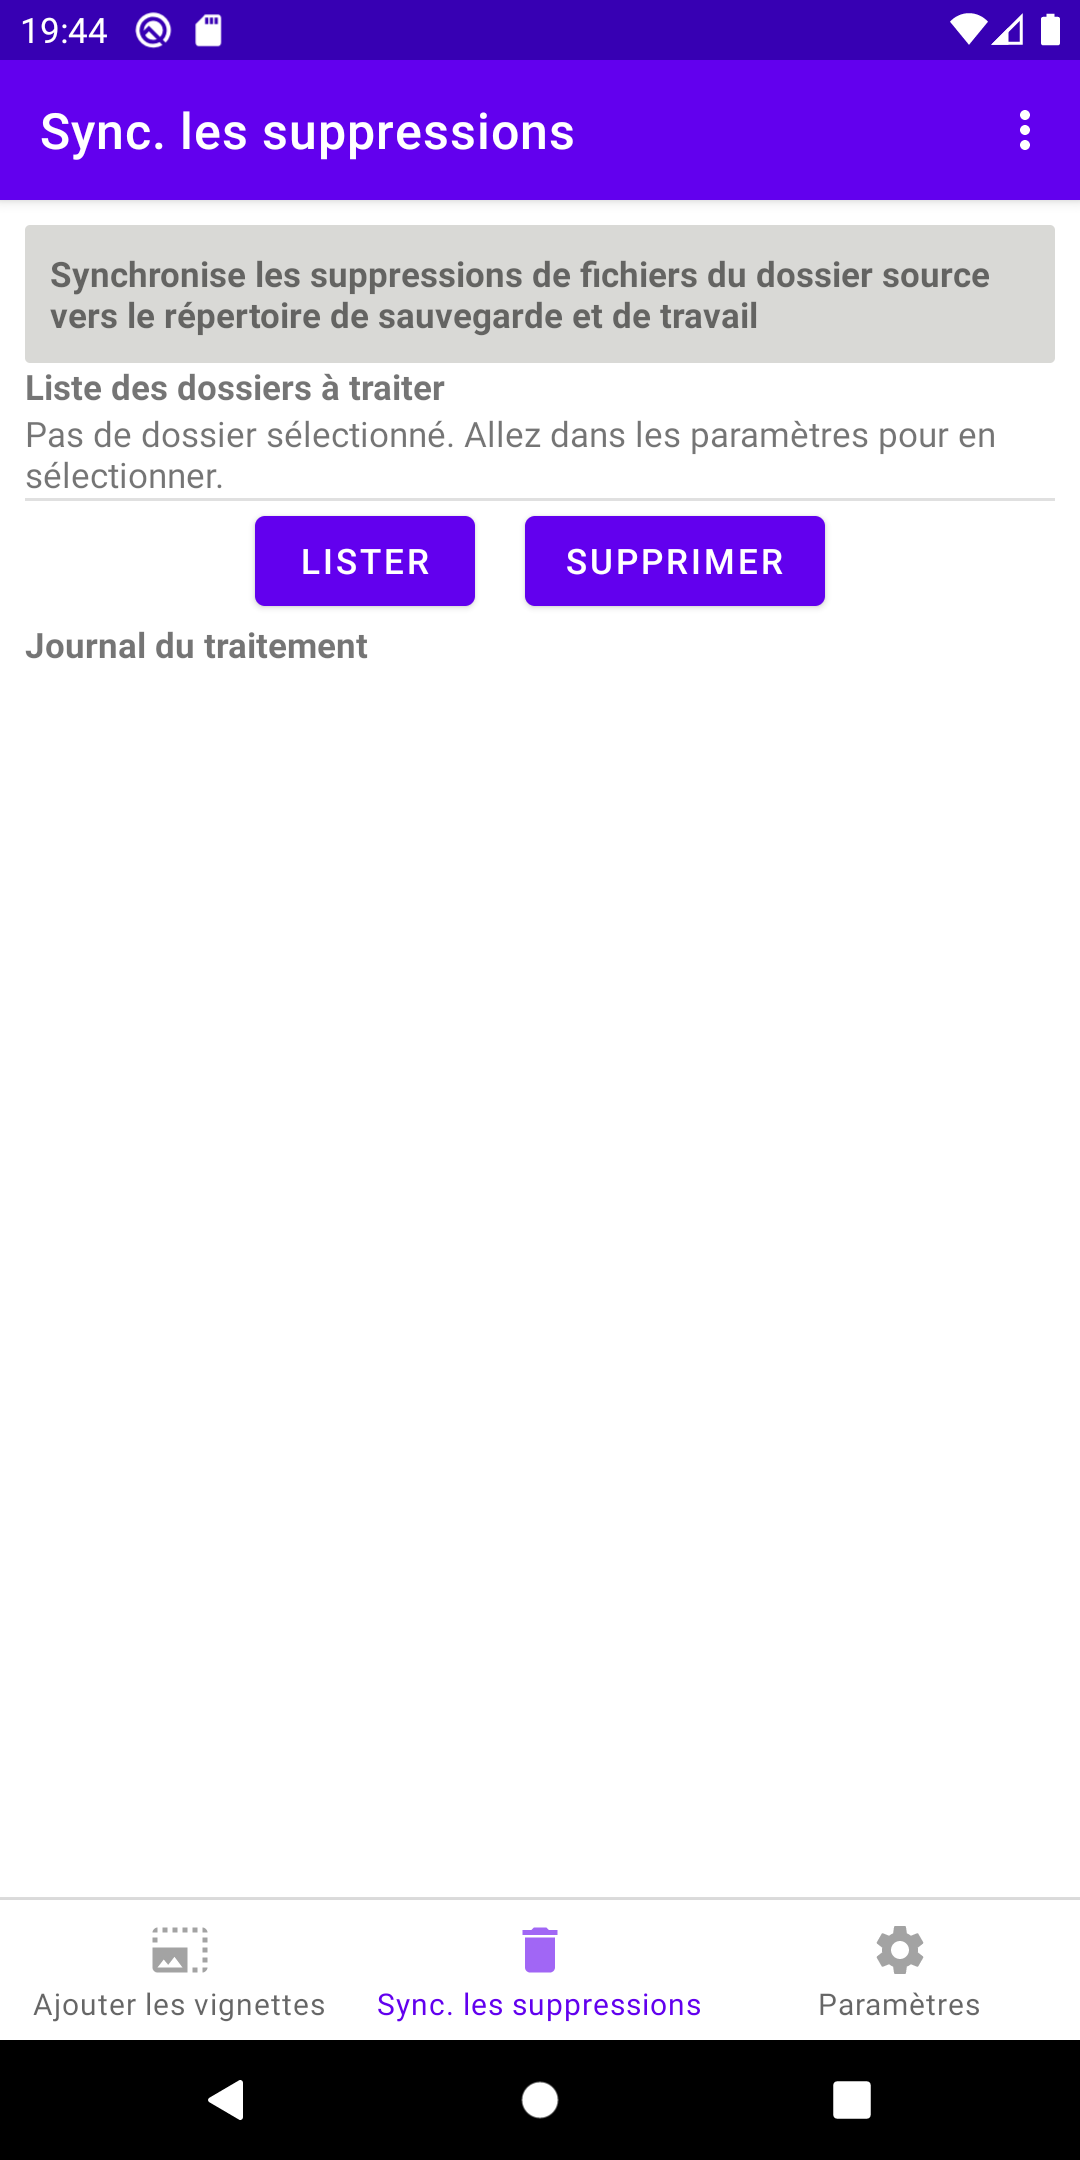 19:44
Sync. les suppressions
Synchronise les suppressions de fichiers du dossier source
vers le répertoire de sauvegarde et de travail
Liste des dossiers à traiter
Pas de dossier sélectionné. Allez dans les paramètres pour en
sélectionner.
LISTER
SUPPRIMER
Journal du traitement
Ajouter les vignettes
Sync. les suppressions
Paramètres